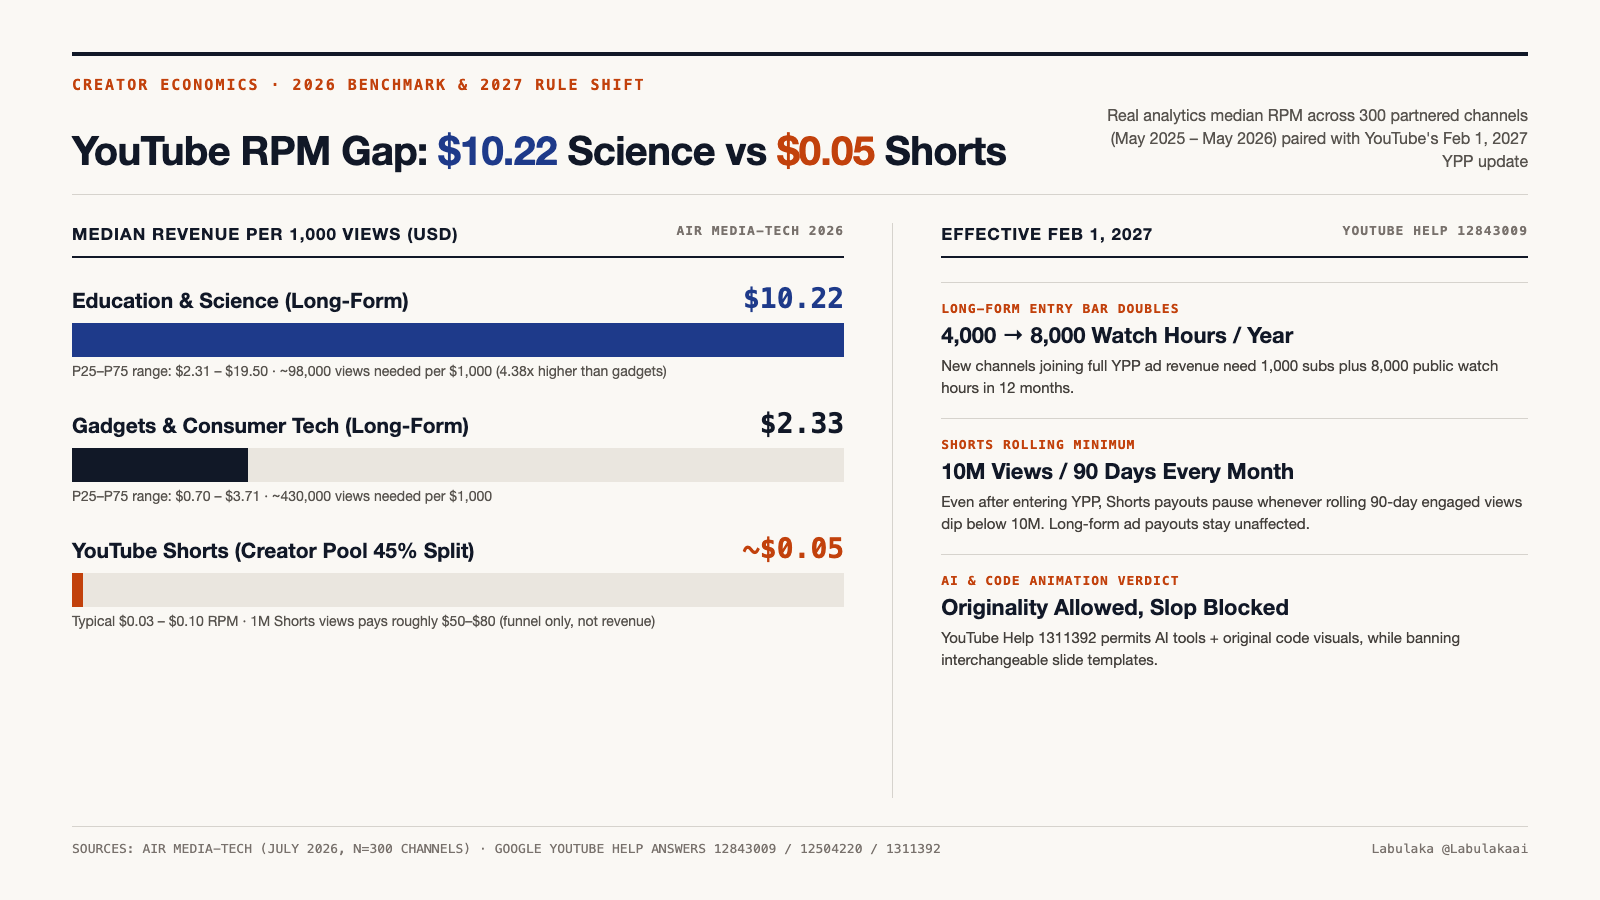 CREATOR ECONOMICS · 2026 BENCHMARK & 2027 RULE SHIFT
YouTube RPM Gap: $10.22 Science vs $0.05 Shorts
Real analytics median RPM across 300 partnered channels
(May 2025 – May 2026) paired with YouTube's Feb 1, 2027
YPP update
MEDIAN REVENUE PER 1,000 VIEWS (USD)
AIR MEDIA-TECH 2026
Education & Science (Long-Form)
$10.22
P25–P75 range: $2.31 – $19.50 · ~98,000 views needed per $1,000 (4.38x higher than gadgets)
Gadgets & Consumer Tech (Long-Form)
$2.33
P25–P75 range: $0.70 – $3.71 · ~430,000 views needed per $1,000
YouTube Shorts (Creator Pool 45% Split)
~$0.05
Typical $0.03 – $0.10 RPM · 1M Shorts views pays roughly $50–$80 (funnel only, not revenue)
EFFECTIVE FEB 1, 2027
YOUTUBE HELP 12843009
LONG-FORM ENTRY BAR DOUBLES
4,000 → 8,000 Watch Hours / Year
New channels joining full YPP ad revenue need 1,000 subs plus 8,000 public watch
hours in 12 months.
SHORTS ROLLING MINIMUM
10M Views / 90 Days Every Month
Even after entering YPP, Shorts payouts pause whenever rolling 90-day engaged views
dip below 10M. Long-form ad payouts stay unaffected.
AI & CODE ANIMATION VERDICT
Originality Allowed, Slop Blocked
YouTube Help 1311392 permits AI tools + original code visuals, while banning
interchangeable slide templates.
SOURCES: AIR MEDIA-TECH (JULY 2026, N=300 CHANNELS) · GOOGLE YOUTUBE HELP ANSWERS 12843009 / 12504220 / 1311392
Labulaka @Labulakaai